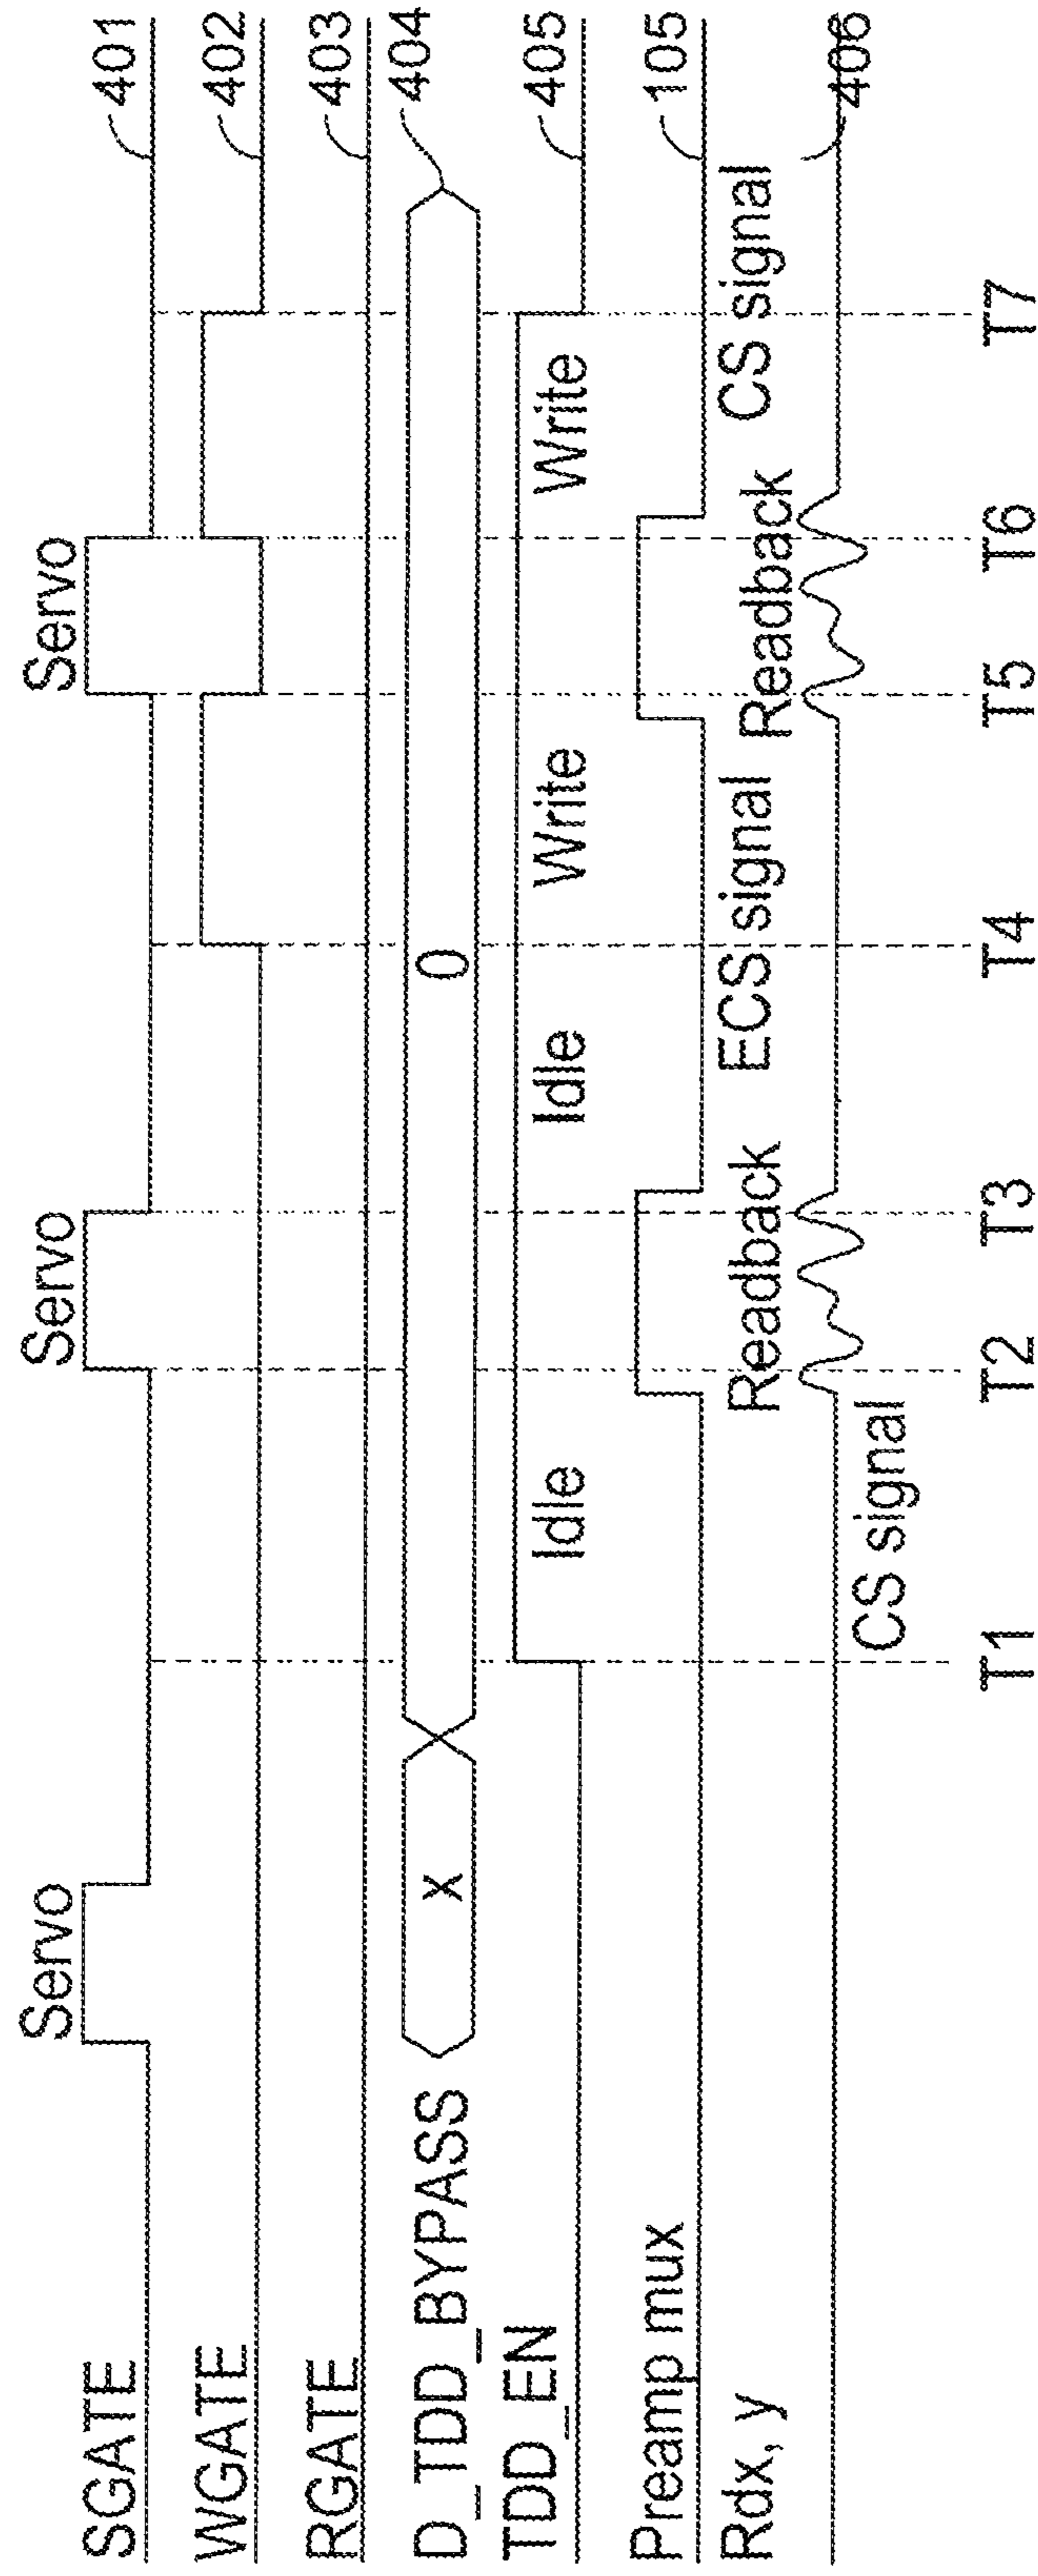 Servo Servo Servo
SGATE 401
WGATE 402
RGATE 403
D_TDD_BYPASS x 0 404
TDD_EN Idle Idle Write Write 405
Preamp mux 105
Rdx, y Readback ECS signal Readback CS signal 406
CS signal
T1 T2 T3 T4 T5 T6 T7